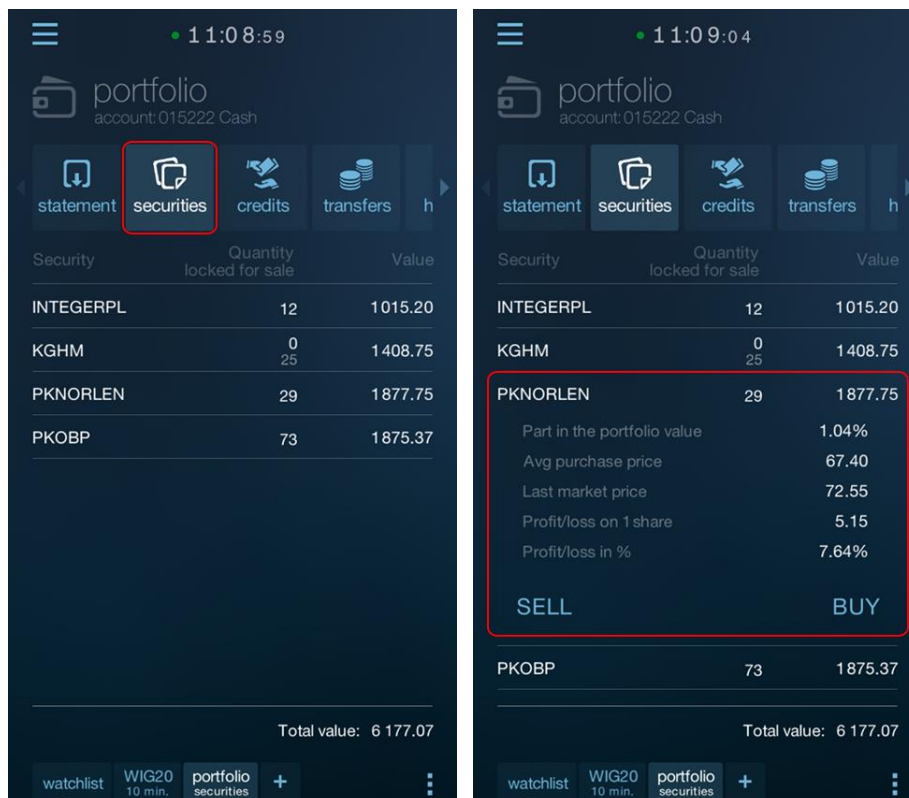 11:08:59
portfolio
account: 015222 Cash
statement securities credits transfers h
Security Quantity locked for sale Value
INTEGERPL 12 1015.20
KGHM 0 25 1408.75
PKNORLEN 29 1877.75
PKOBP 73 1875.37
Total value: 6 177.07
watchlist WIG20 10 min. portfolio securities +
11:09:04
portfolio
account: 015222 Cash
statement securities credits transfers h
Security Quantity locked for sale Value
INTEGERPL 12 1015.20
KGHM 0 25 1408.75
PKNORLEN 29 1877.75
Part in the portfolio value 1.04%
Avg purchase price 67.40
Last market price 72.55
Profit/loss on 1 share 5.15
Profit/loss in % 7.64%
SELL BUY
PKOBP 73 1875.37
Total value: 6 177.07
watchlist WIG20 10 min. portfolio securities +